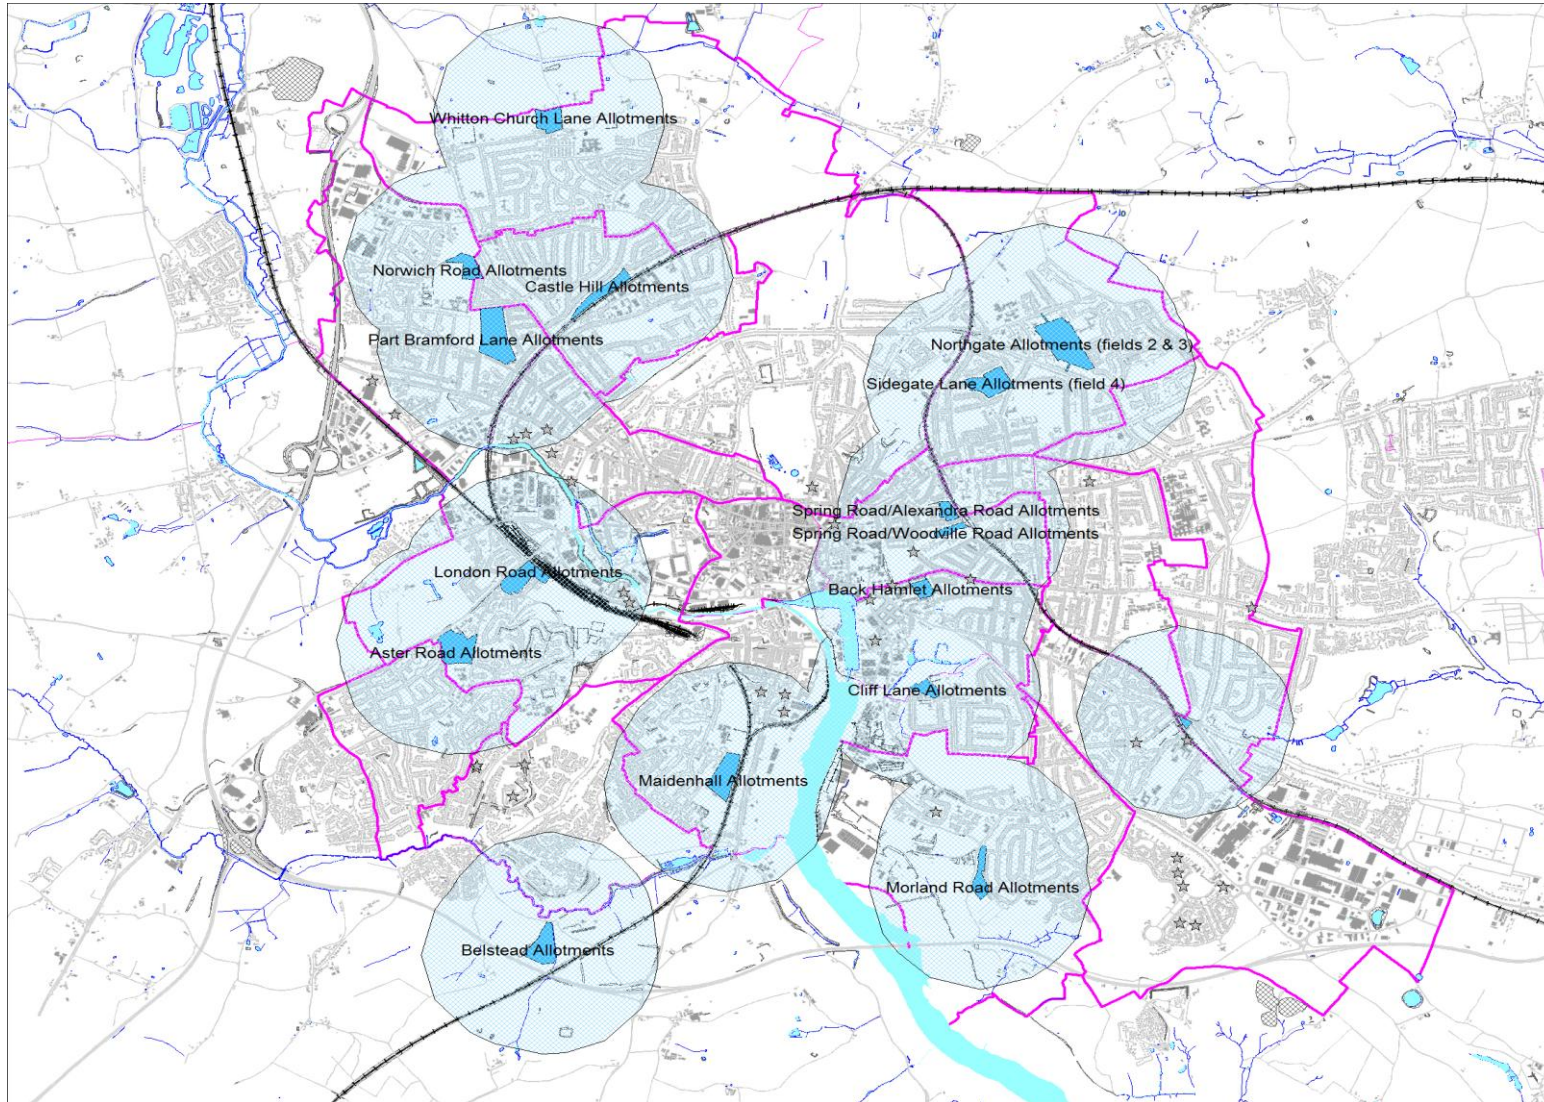 Whitton Church Lane Allotments
Norwich Road Allotments
Castle Hill Allotments
Part Bramford Lane Allotments
Northgate Allotments (fields 2 & 3)
Sidegate Lane Allotments (field 4)
Spring Road/Alexandra Road Allotments
Spring Road/Woodville Road Allotments
London Road Allotments
Back Hamlet Allotments
Aster Road Allotments
Cliff Lane Allotments
Maidenhall Allotments
Morland Road Allotments
Belstead Allotments